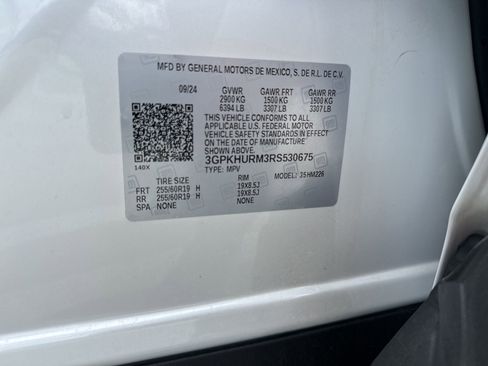 MFD BY GENERAL MOTORS DE MEXICO, S. DE R.L. DE C.V.
09/24 GVWR GAWR FRT GAWR RR
2900 KG 1500 KG 1500 KG
6394 LB 3307 LB 3307 LB
THIS VEHICLE CONFORMS TO ALL
APPLICABLE U.S. FEDERAL MOTOR
VEHICLE SAFETY STANDARDS IN EFFECT
ON THE DATE OF MANUFACTURE
SHOWN ABOVE.
3GPKHURM3RS530675
140X TYPE: MPV MODEL: 35HM226
TIRE SIZE RIM
FRT 255/60R19 H 19X8.5J
RR 255/60R19 H 19X8.5J
SPA NONE NONE